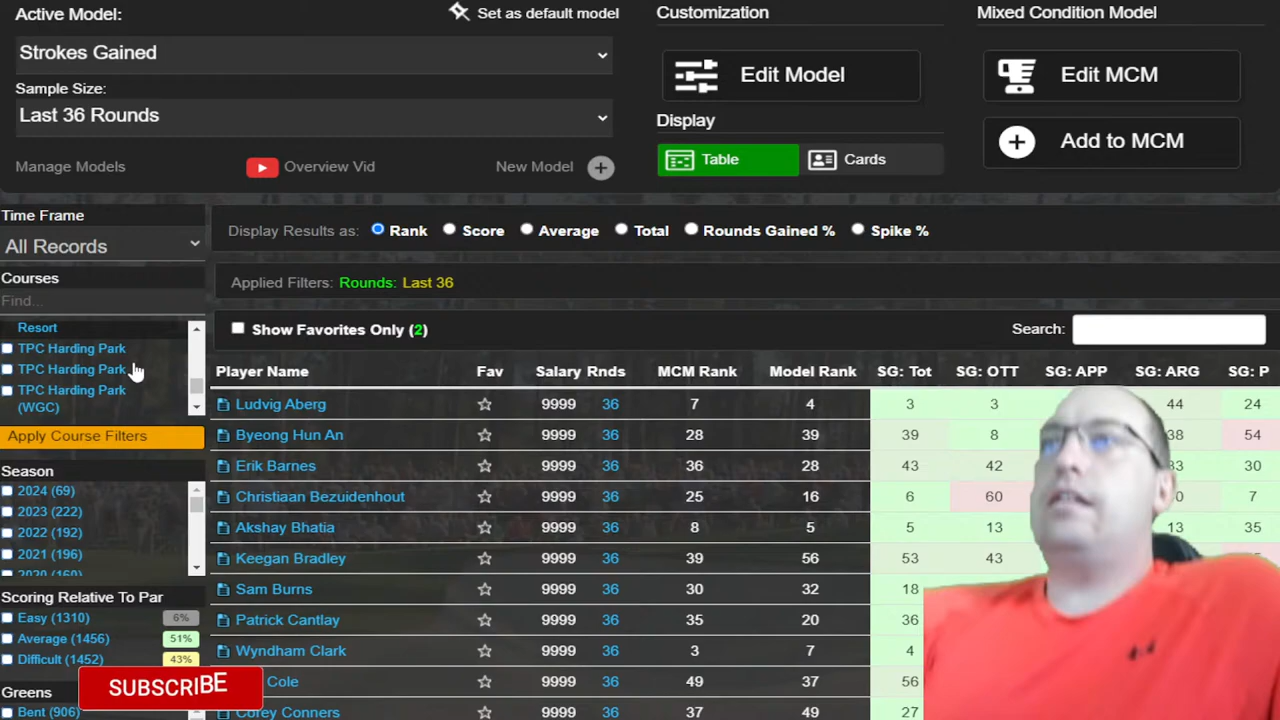 Active Model:
Set as default model
Customization
Mixed Condition Model
Strokes Gained
Edit Model
Edit MCM
Sample Size:
Last 36 Rounds
Display
Add to MCM
Manage Models
Overview Vid
New Model
Table
Cards
Time Frame
All Records
Display Results as: Rank Score Average Total Rounds Gained % Spike %
Courses
Find...
Applied Filters: Rounds: Last 36
Resort
TPC Harding Park
TPC Harding Park
TPC Harding Park
(WGC)
Apply Course Filters
Show Favorites Only (2)
Search:
Player Name Fav Salary Rnds MCM Rank Model Rank SG: Tot SG: OTT SG: APP SG: ARG SG: P
Ludvig Aberg 9999 36 7 4 3 3 44 24
Byeong Hun An 9999 36 28 39 39 8 38 54
Erik Barnes 9999 36 36 28 43 42 30
Christiaan Bezuidenhout 9999 36 25 16 6 60 7
Akshay Bhatia 9999 36 8 5 5 13 13 35
Keegan Bradley 9999 36 39 56 53 43
Sam Burns 9999 36 30 32 18
Patrick Cantlay 9999 36 35 20 36
Wyndham Clark 9999 36 3 7 4
Cole 9999 36 49 37 56
Corey Conners 9999 36 37 49 27
Season
2024 (69)
2023 (222)
2022 (192)
2021 (196)
2020 (160)
Scoring Relative To Par
Easy (1310) 6%
Average (1456) 51%
Difficult (1452) 43%
SUBSCRIBE
Greens
Bent (906)